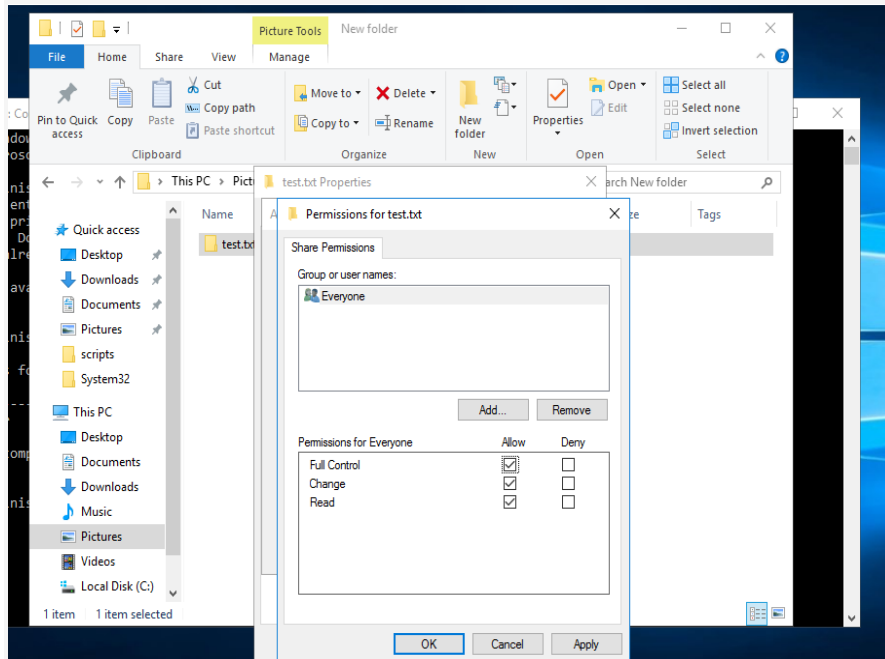 Picture Tools New folder
File Home Share View Manage
Pin to Quick access
Copy
Paste
Cut
Copy path
Paste shortcut
Clipboard
Move to
Copy to
Delete
Rename
Organize
New folder
New
Properties
Open
Edit
Open
Select all
Select none
Invert selection
Select
This PC > Pict
arch New folder
Quick access
Desktop
Downloads
Documents
Pictures
scripts
System32
This PC
Desktop
Documents
Downloads
Music
Pictures
Videos
Local Disk (C:)
Name
Tags
test.txt
1 item 1 item selected
test.txt Properties
Permissions for test.txt
Share Permissions
Group or user names:
Everyone
Add... Remove
Permissions for Everyone Allow Deny
Full Control
Change
Read
OK Cancel Apply